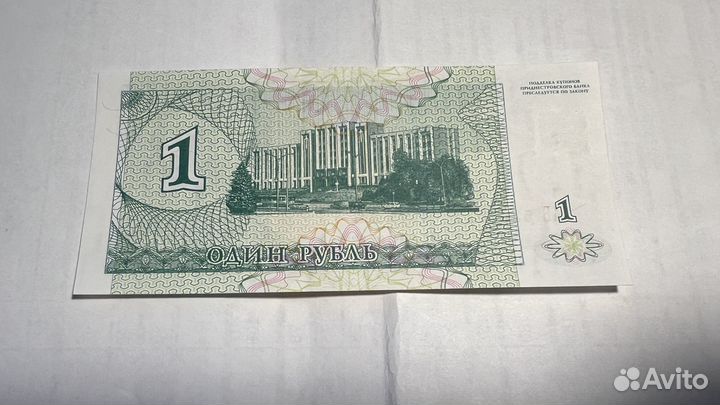 ПОДДЕЛКА КУПОНОВ
ПРИДНЕСТРОВСКОГО БАНКА
ПРЕСЛЕДУЕТСЯ ПО ЗАКОНУ
1
1
ОДИН РУБЛЬ
Avito